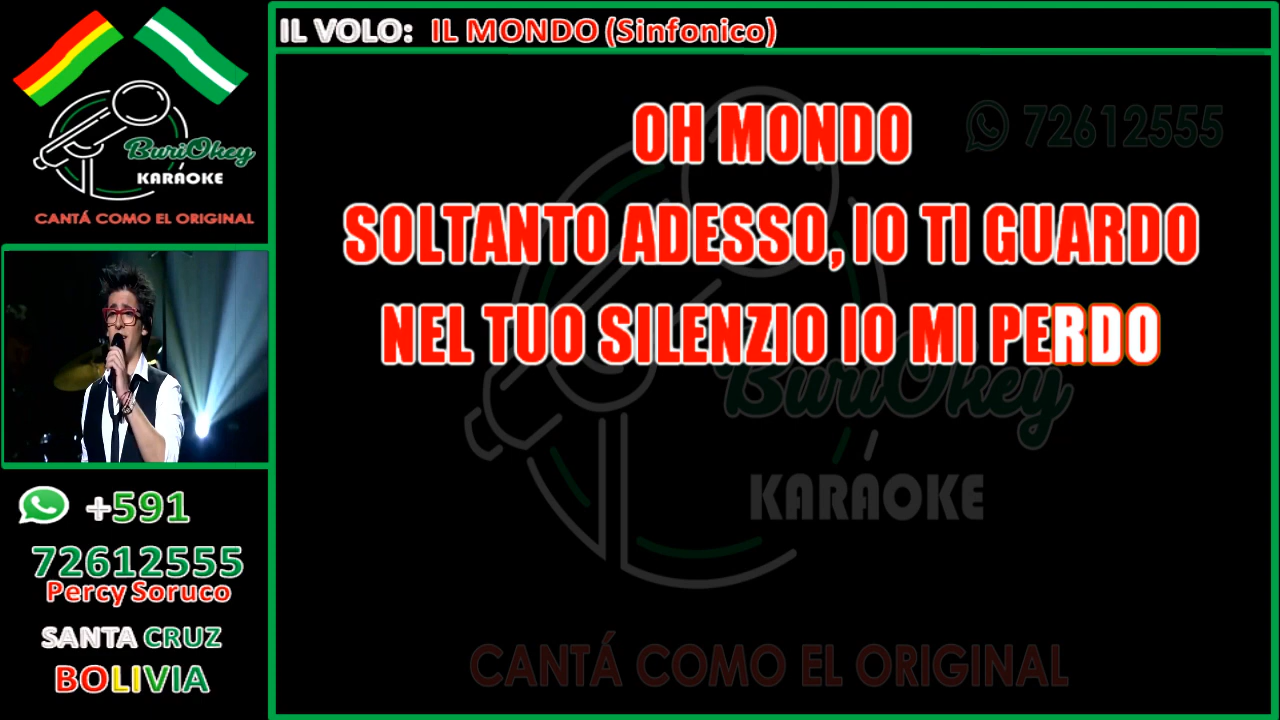 BuriOkey
KARAOKE
CANTÁ COMO EL ORIGINAL
+591
72612555
Percy Soruco
SANTA CRUZ
BOLIVIA
IL VOLO: IL MONDO (Sinfonico)
72612555
OH MONDO
SOLTANTO ADESSO, IO TI GUARDO
NEL TUO SILENZIO IO MI PERDO
BuriOkey
KARAOKE
CANTÁ COMO EL ORIGINAL